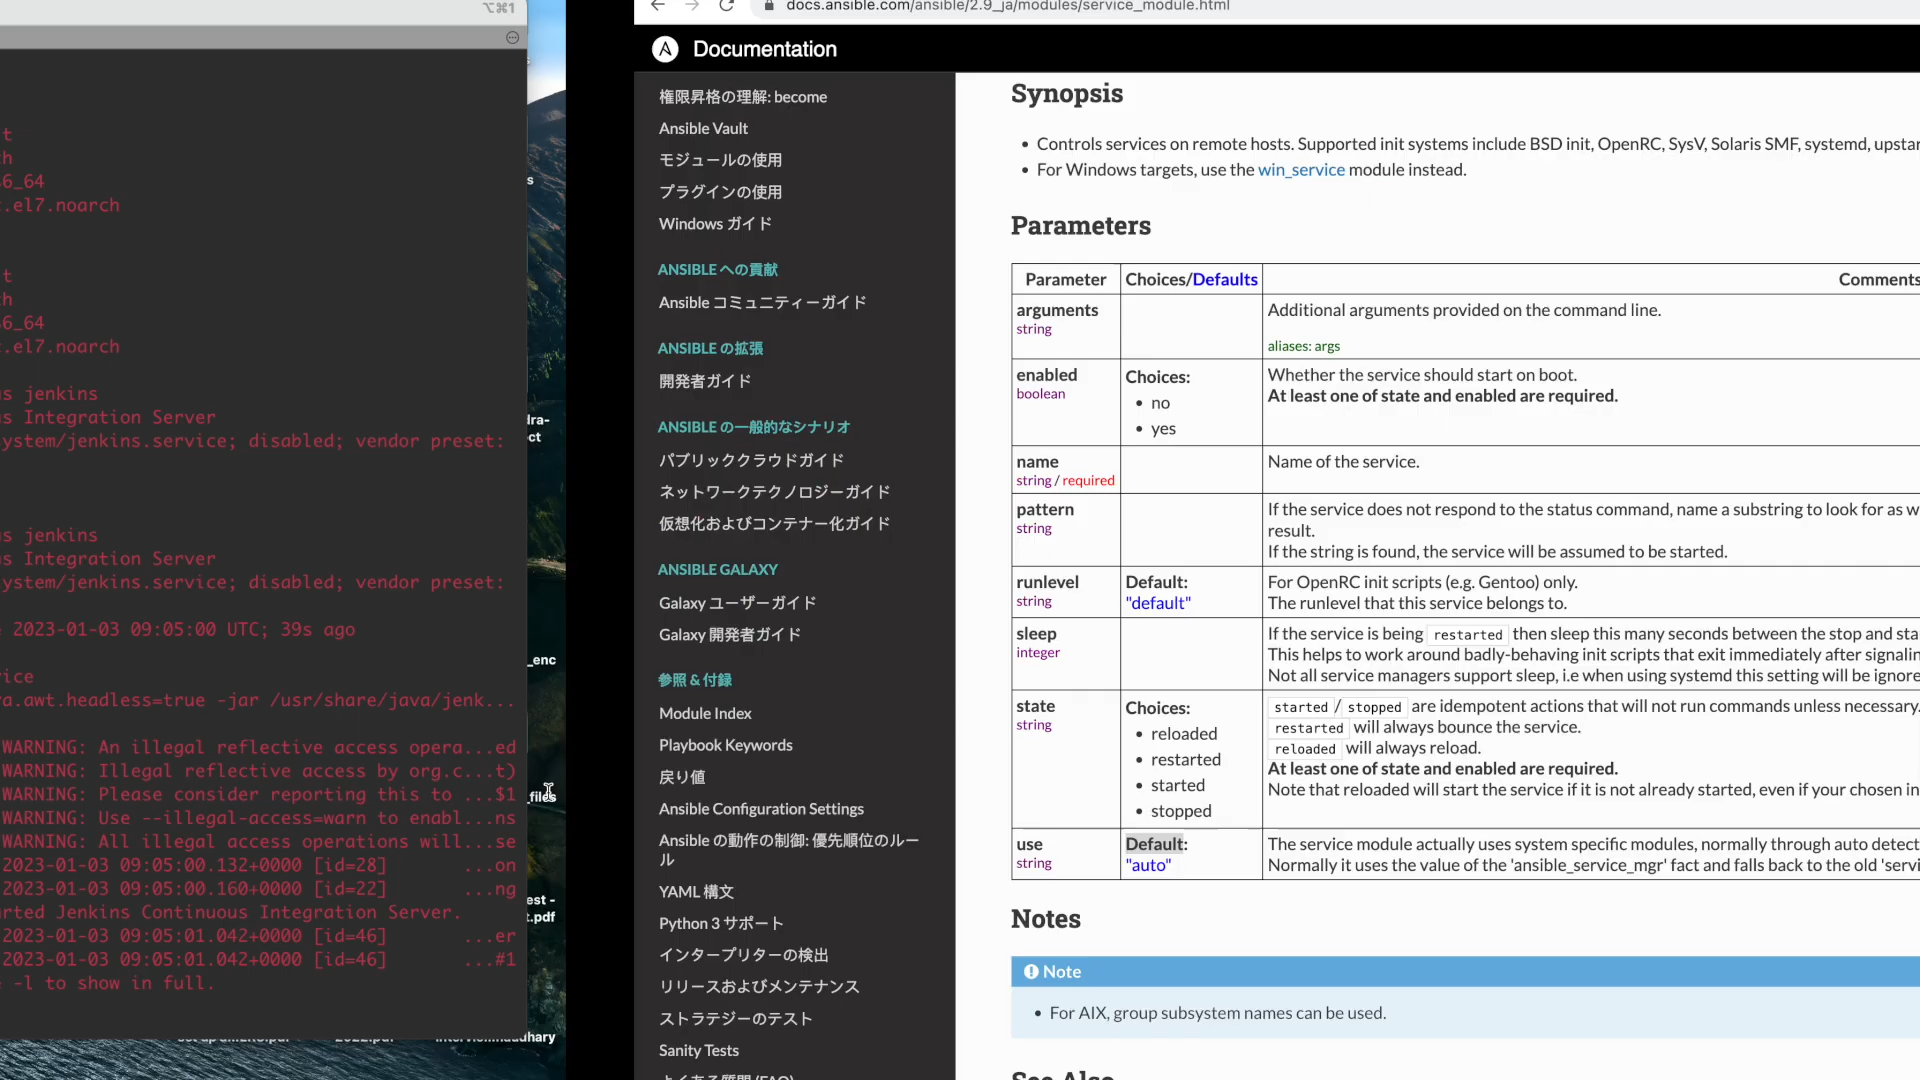 ⌥⌘1
t
h
6_64
.el7.noarch
t
h
6_64
.el7.noarch
s jenkins
s Integration Server
ystem/jenkins.service; disabled; vendor preset:
s jenkins
s Integration Server
ystem/jenkins.service; disabled; vendor preset:
2023-01-03 09:05:00 UTC; 39s ago
ice
a.awt.headless=true -jar /usr/share/java/jenk...
WARNING: An illegal reflective access opera...ed
WARNING: Illegal reflective access by org.c...t)
WARNING: Please consider reporting this to ...$1
WARNING: Use --illegal-access=warn to enabl...ns
WARNING: All illegal access operations will...se
2023-01-03 09:05:00.132+0000 [id=28] ...on
2023-01-03 09:05:00.160+0000 [id=22] ...ng
rted Jenkins Continuous Integration Server.
2023-01-03 09:05:01.042+0000 [id=46] ...er
2023-01-03 09:05:01.042+0000 [id=46] ...#1
-l to show in full.
s
dra-
ct
_enc
_files
est -
t.pdf
2022.pdf
docs.ansible.com/ansible/2.9_ja/modules/service_module.html
Documentation
権限昇格の理解: become
Ansible Vault
モジュールの使用
プラグインの使用
Windows ガイド
ANSIBLE への貢献
Ansible コミュニティーガイド
ANSIBLE の拡張
開発者ガイド
ANSIBLE の一般的なシナリオ
パブリッククラウドガイド
ネットワークテクノロジーガイド
仮想化およびコンテナー化ガイド
ANSIBLE GALAXY
Galaxy ユーザーガイド
Galaxy 開発者ガイド
参照 & 付録
Module Index
Playbook Keywords
戻り値
Ansible Configuration Settings
Ansible の動作の制御: 優先順位のルー
ル
YAML 構文
Python 3 サポート
インタープリターの検出
リリースおよびメンテナンス
ストラテジーのテスト
Sanity Tests
よくある質問 (FAQ)
Synopsis
• Controls services on remote hosts. Supported init systems include BSD init, OpenRC, SysV, Solaris SMF, systemd, upstar
• For Windows targets, use the win_service module instead.
Parameters
Parameter Choices/Defaults Comments
arguments
string
Additional arguments provided on the command line.
aliases: args
enabled
boolean
Choices:
• no
• yes
Whether the service should start on boot.
At least one of state and enabled are required.
name
string / required
Name of the service.
pattern
string
If the service does not respond to the status command, name a substring to look for as w
result.
If the string is found, the service will be assumed to be started.
runlevel
string
Default:
"default"
For OpenRC init scripts (e.g. Gentoo) only.
The runlevel that this service belongs to.
sleep
integer
If the service is being restarted then sleep this many seconds between the stop and sta
This helps to work around badly-behaving init scripts that exit immediately after signalin
Not all service managers support sleep, i.e when using systemd this setting will be ignore
state
string
Choices:
• reloaded
• restarted
• started
• stopped
started / stopped are idempotent actions that will not run commands unless necessary.
restarted will always bounce the service.
reloaded will always reload.
At least one of state and enabled are required.
Note that reloaded will start the service if it is not already started, even if your chosen in
use
string
Default:
"auto"
The service module actually uses system specific modules, normally through auto detect
Normally it uses the value of the 'ansible_service_mgr' fact and falls back to the old 'servi
Notes
Note
• For AIX, group subsystem names can be used.
See Also